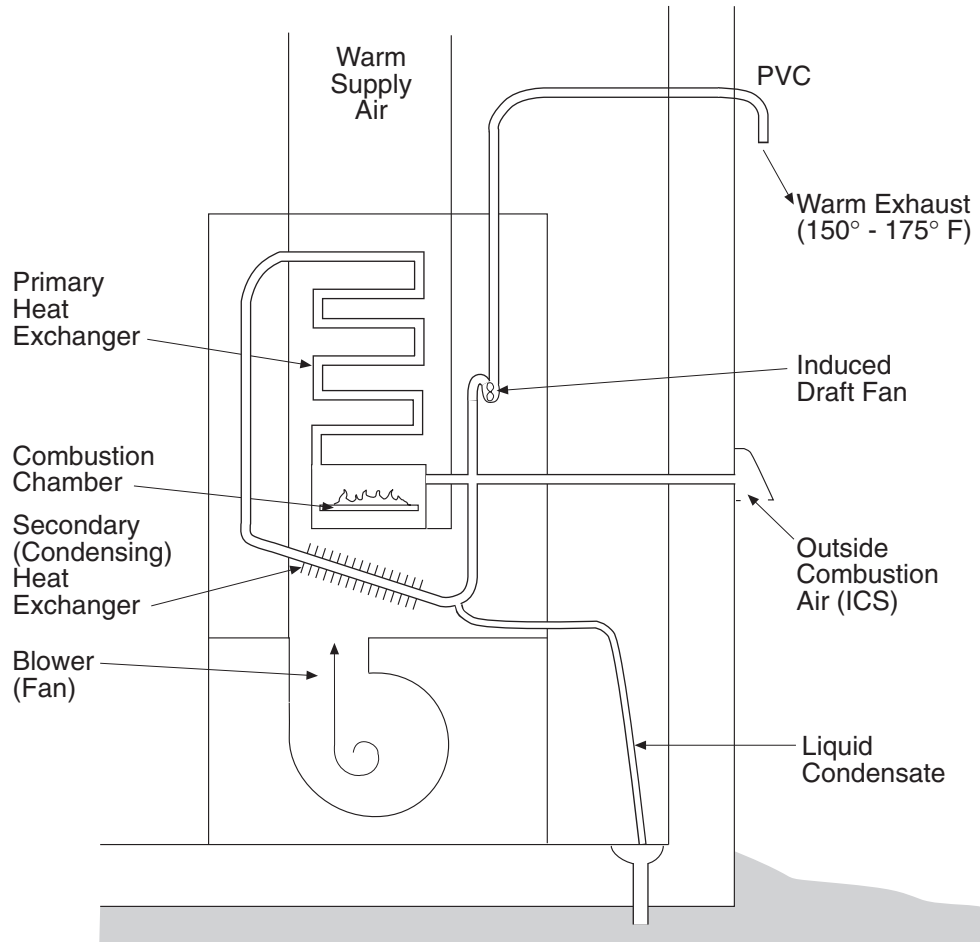 Warm
Supply
Air
PVC
Warm Exhaust
(150° - 175° F)
Primary
Heat
Exchanger
Induced
Draft Fan
Combustion
Chamber
Secondary
(Condensing)
Heat
Exchanger
Outside
Combustion
Air (ICS)
Blower
(Fan)
Liquid
Condensate